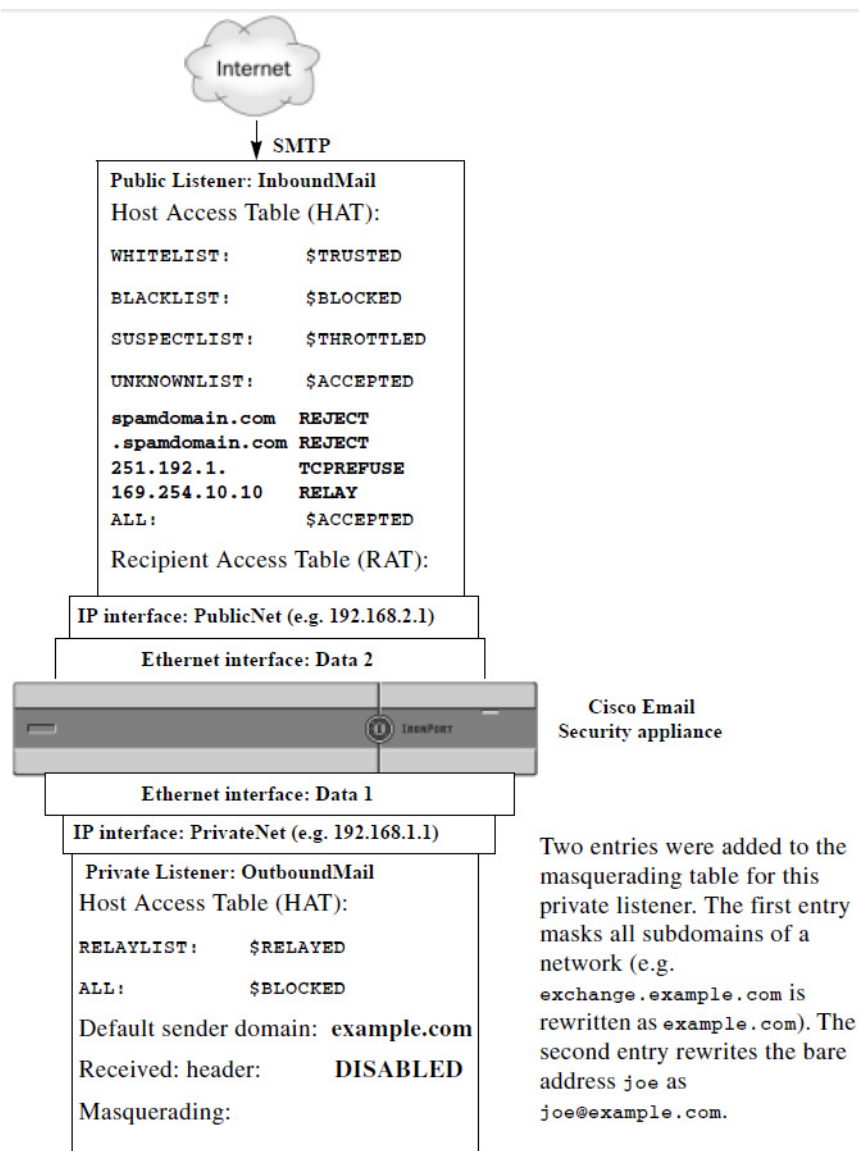 Internet
SMTP
Public Listener: InboundMail
Host Access Table (HAT):
WHITELIST: $TRUSTED
BLACKLIST: $BLOCKED
SUSPECTLIST: $THROTTLED
UNKNOWNLIST: $ACCEPTED
spamdomain.com REJECT
.spamdomain.com REJECT
251.192.1. TCPREFUSE
169.254.10.10 RELAY
ALL: $ACCEPTED
Recipient Access Table (RAT):
IP interface: PublicNet (e.g. 192.168.2.1)
Ethernet interface: Data 2
IRONPORT
Cisco Email
Security appliance
Ethernet interface: Data 1
IP interface: PrivateNet (e.g. 192.168.1.1)
Private Listener: OutboundMail
Host Access Table (HAT):
RELAYLIST: $RELAYED
ALL: $BLOCKED
Default sender domain: example.com
Received: header: DISABLED
Masquerading:
Two entries were added to the
masquerading table for this
private listener. The first entry
masks all subdomains of a
network (e.g.
exchange.example.com is
rewritten as example.com). The
second entry rewrites the bare
address joe as
joe@example.com.